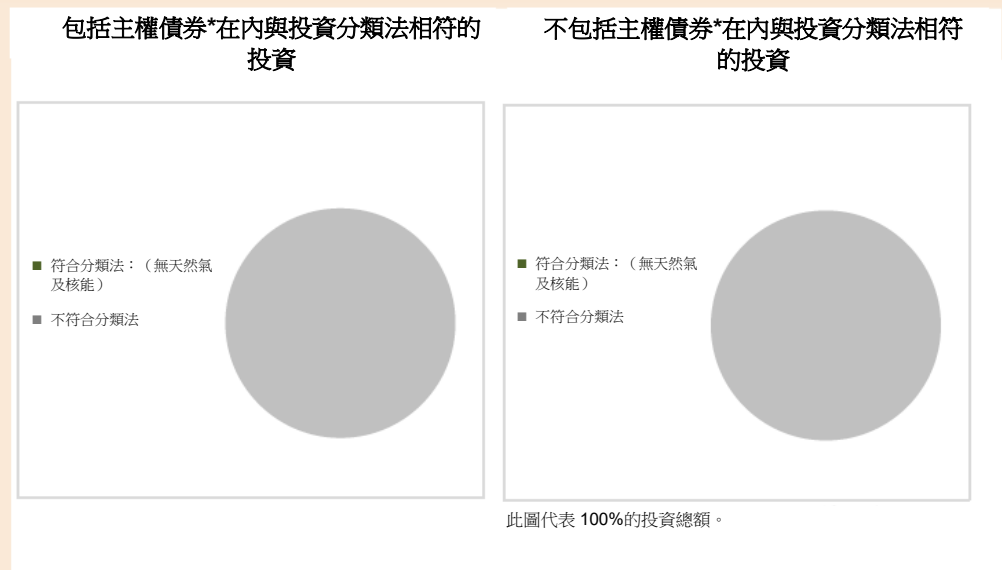 包括主權債券*在內與投資分類法相符的
投資
符合分類法：（無天然氣
及核能）
不符合分類法
不包括主權債券*在內與投資分類法相符
的投資
符合分類法：（無天然氣
及核能）
不符合分類法
此圖代表 100%的投資總額。